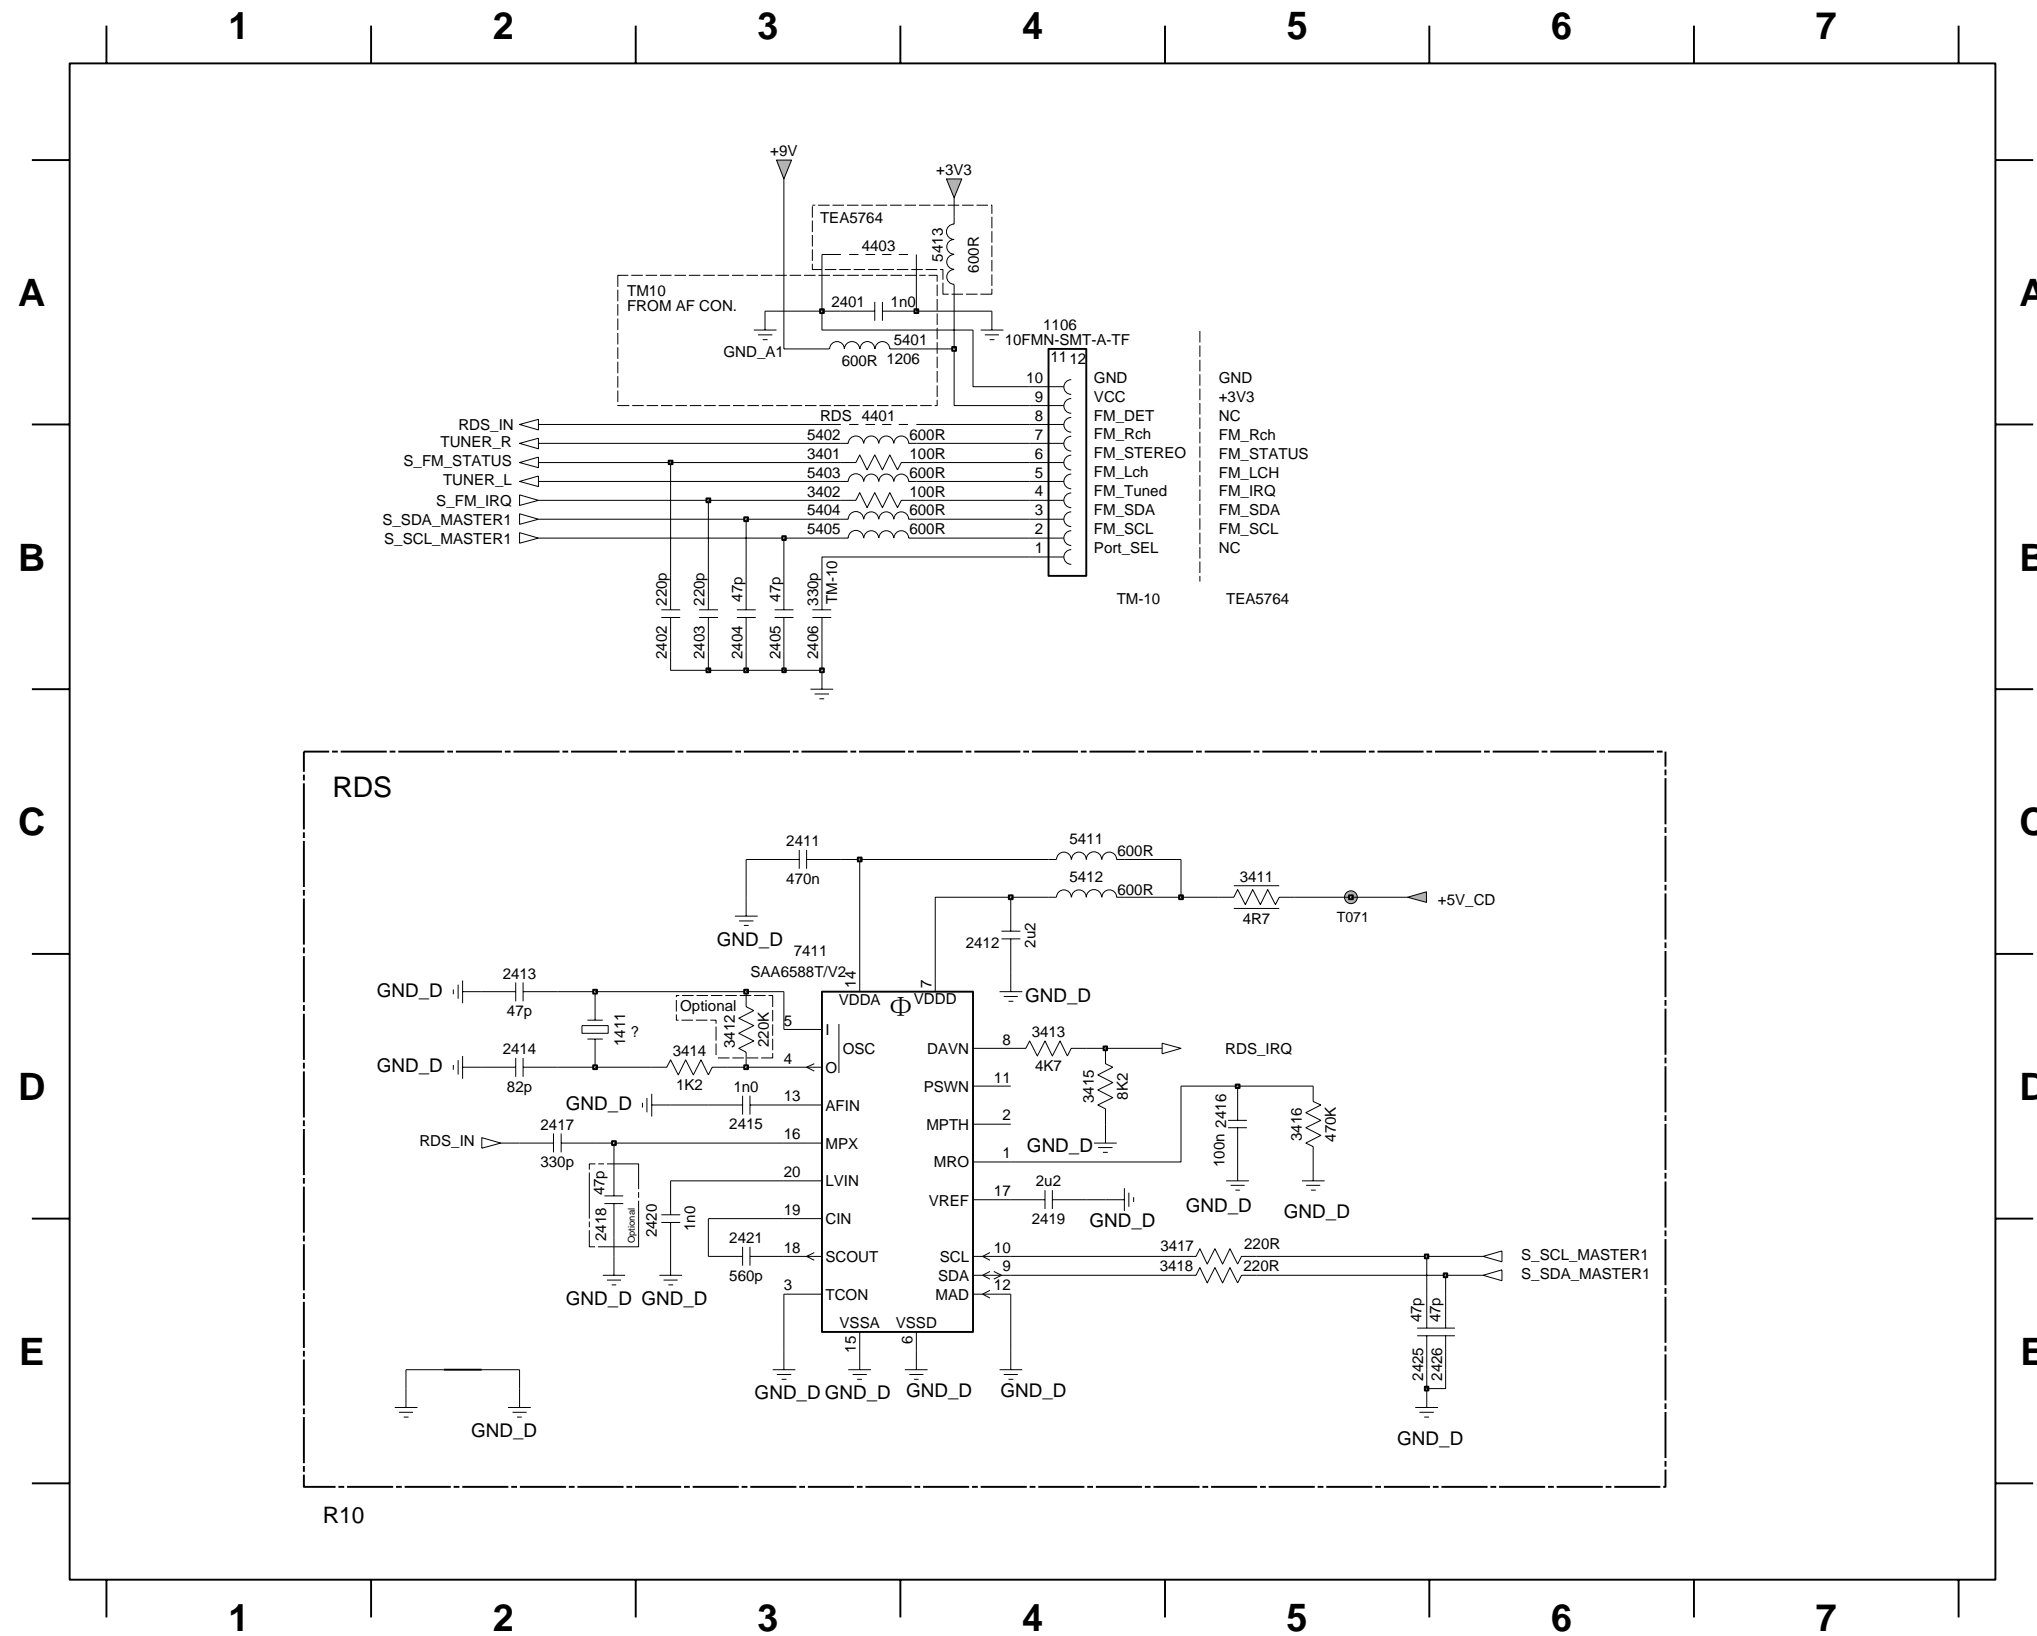 1 2 3 4 5 6 7
+9V
+3V3
TEA5764
4403
5413
600R
A
A
TM10
FROM AF CON.
2401 1n0
GND_A1
5401
600R 1206
1106
10FMN-SMT-A-TF
11 12
10 GND GND
9 VCC +3V3
RDS_IN RDS 4401 8 FM_DET NC
TUNER_R 5402 600R 7 FM_Rch FM_Rch
S_FM_STATUS 3401 100R 6 FM_STEREO FM_STATUS
TUNER_L 5403 600R 5 FM_Lch FM_LCH
S_FM_IRQ 3402 100R 4 FM_Tuned FM_IRQ
S_SDA_MASTER1 5404 600R 3 FM_SDA FM_SDA
S_SCL_MASTER1 5405 600R 2 FM_SCL FM_SCL
1 Port_SEL NC
B
B
220p 220p 47p 47p 330p TM-10
2402 2403 2404 2405 2406
TM-10 TEA5764
RDS
C
C
2411
470n
GND_D
5411
600R
5412
600R
3411
4R7
T071
+5V_CD
2412 2u2
GND_D
7411
SAA6588T/V2
14 7
VDDA Φ VDDD
GND_D 2413
47p
1411 ?
GND_D 2414
82p
Optional
3412
220K
3414
1K2
5 I
OSC
4 O
D
D
GND_D 1n0
2415
13 AFIN
RDS_IN 2417
330p
16 MPX
47p
2418
Optional
GND_D
20 LVIN
2420
1n0
GND_D
19 CIN
2421
560p
18 SCOUT
3 TCON
DAVN 8 3413
4K7
RDS_IRQ
3415
8K2
GND_D
PSWN 11
MPTH 2
MRO 1
100n 2416
GND_D
3416
470K
GND_D
VREF 17 2u2
2419
GND_D
SCL 10 3417 220R S_SCL_MASTER1
SDA 9 3418 220R S_SDA_MASTER1
MAD 12
47p 47p
2425 2426
GND_D
VSSA VSSD
15 6
E
E
GND_D GND_D GND_D GND_D
GND_D
R10
1 2 3 4 5 6 7